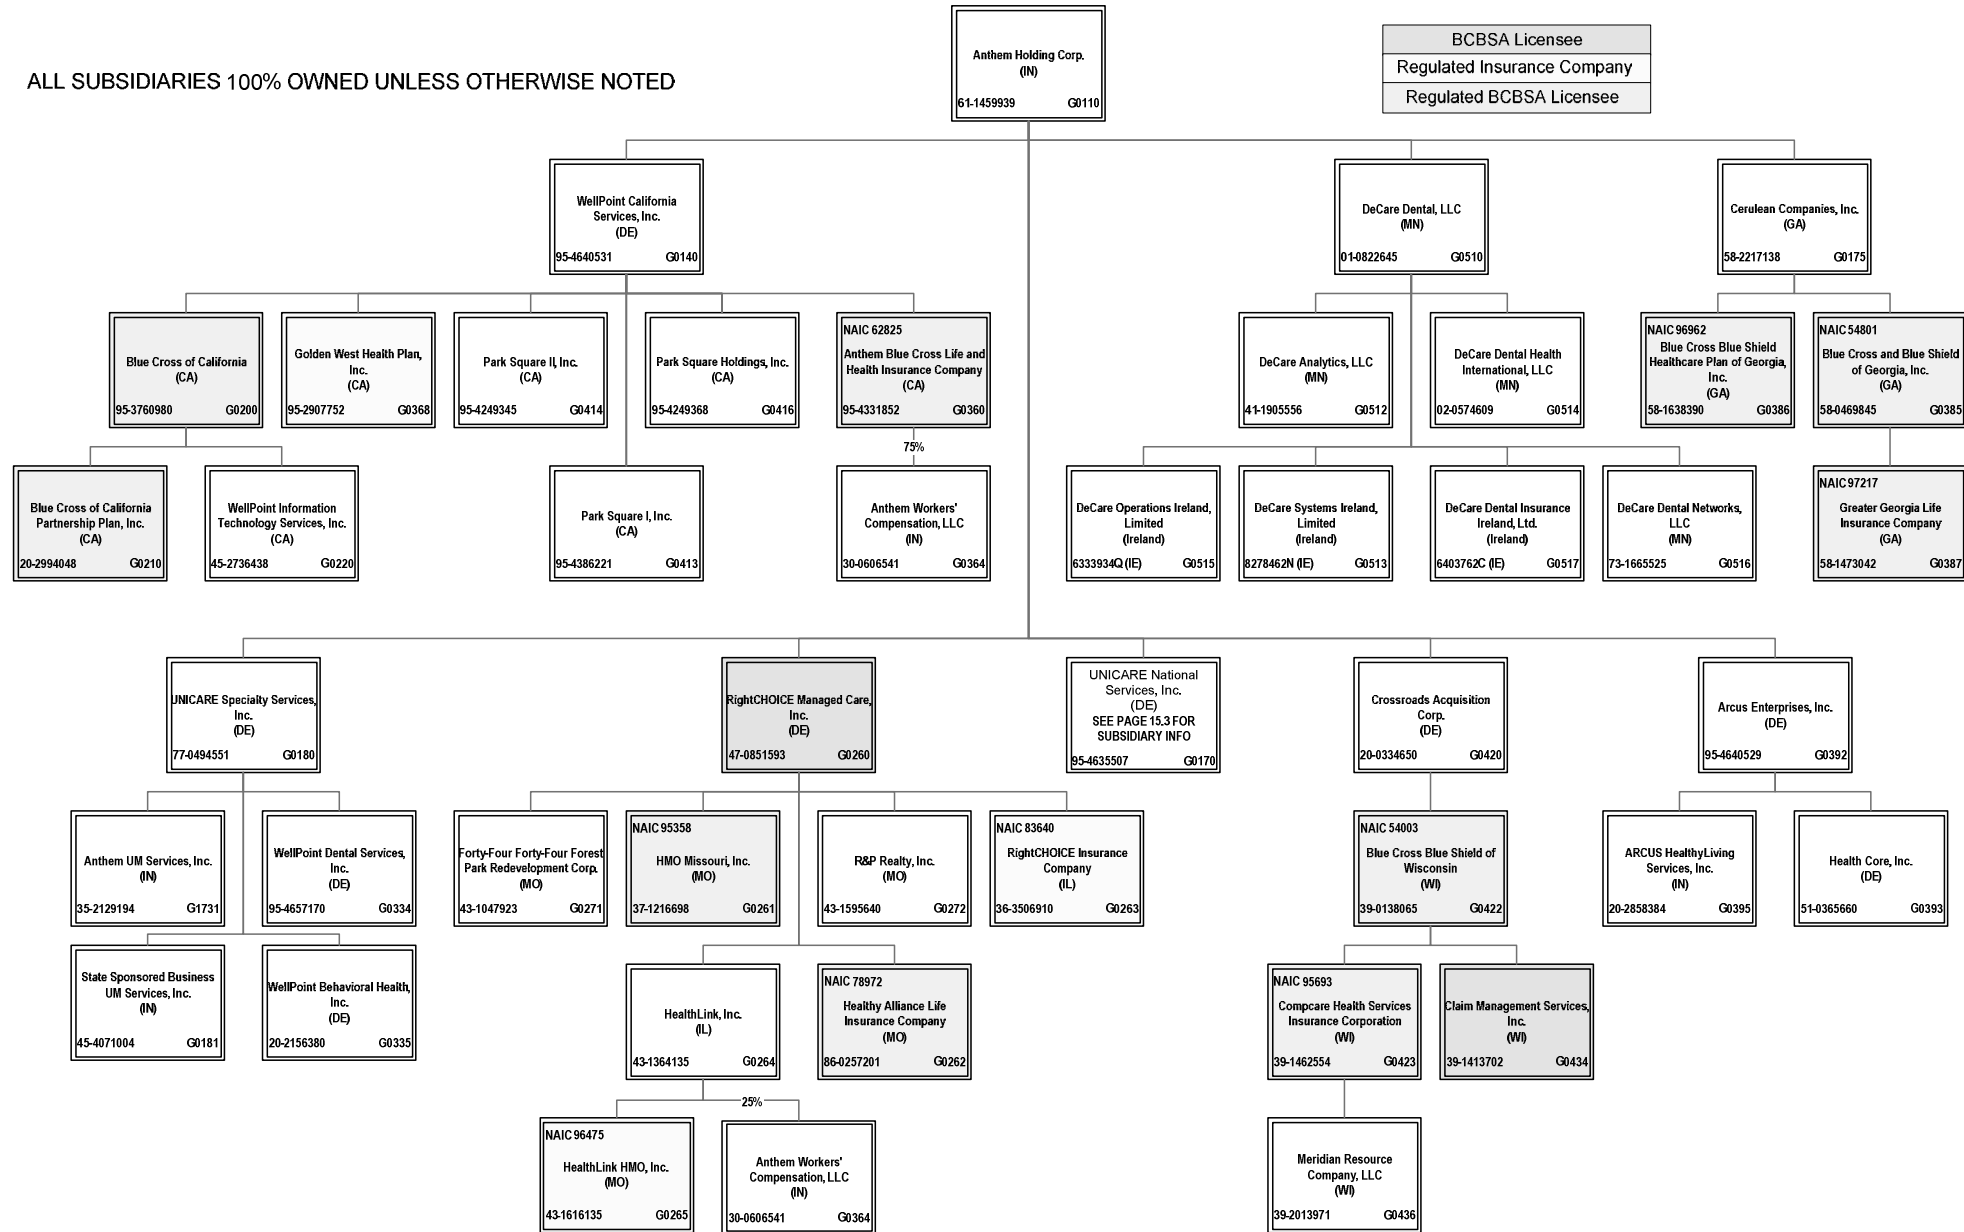 Anthem Holding Corp.
(IN)
61-1459939 G0110
BCBSA Licensee
Regulated Insurance Company
Regulated BCBSA Licensee
ALL SUBSIDIARIES 100% OWNED UNLESS OTHERWISE NOTED
WellPoint California
Services, Inc.
(DE)
95-4640531 G0140
DeCare Dental, LLC
(MN)
01-0822645 G0510
Cerulean Companies, Inc.
(GA)
58-2217138 G0175
Blue Cross of California
(CA)
95-3760980 G0200
Golden West Health Plan,
Inc.
(CA)
95-2907752 G0368
Park Square II, Inc.
(CA)
95-4249345 G0414
Park Square Holdings, Inc.
(CA)
95-4249368 G0416
NAIC 62825
Anthem Blue Cross Life and
Health Insurance Company
(CA)
95-4331852 G0360
DeCare Analytics, LLC
(MN)
41-1905556 G0512
DeCare Dental Health
International, LLC
(MN)
02-0574609 G0514
NAIC 96962
Blue Cross Blue Shield
Healthcare Plan of Georgia,
Inc.
(GA)
58-1638390 G0386
NAIC 54801
Blue Cross and Blue Shield
of Georgia, Inc.
(GA)
58-0469845 G0385
75%
Blue Cross of California
Partnership Plan, Inc.
(CA)
20-2994048 G0210
WellPoint Information
Technology Services, Inc.
(CA)
45-2736438 G0220
Park Square I, Inc.
(CA)
95-4386221 G0413
Anthem Workers'
Compensation, LLC
(IN)
30-0606541 G0364
DeCare Operations Ireland,
Limited
(Ireland)
6333934Q (IE) G0515
DeCare Systems Ireland,
Limited
(Ireland)
8278462N (IE) G0513
DeCare Dental Insurance
Ireland, Ltd.
(Ireland)
6403762C (IE) G0517
DeCare Dental Networks,
LLC
(MN)
73-1665525 G0516
NAIC 97217
Greater Georgia Life
Insurance Company
(GA)
58-1473042 G0387
UNICARE Specialty Services,
Inc.
(DE)
77-0494551 G0180
RightCHOICE Managed Care,
Inc.
(DE)
47-0851593 G0260
UNICARE National
Services, Inc.
(DE)
SEE PAGE 15.3 FOR
SUBSIDIARY INFO
95-4635507 G0170
Crossroads Acquisition
Corp.
(DE)
20-0334650 G0420
Arcus Enterprises, Inc.
(DE)
95-4640529 G0392
Anthem UM Services, Inc.
(IN)
35-2129194 G1731
WellPoint Dental Services,
Inc.
(DE)
95-4657170 G0334
Forty-Four Forty-Four Forest
Park Redevelopment Corp.
(MO)
43-1047923 G0271
NAIC 95358
HMO Missouri, Inc.
(MO)
37-1216698 G0261
R&P Realty, Inc.
(MO)
43-1595640 G0272
NAIC 83640
RightCHOICE Insurance
Company
(IL)
36-3506910 G0263
NAIC 54003
Blue Cross Blue Shield of
Wisconsin
(WI)
39-0138065 G0422
ARCUS HealthyLiving
Services, Inc.
(IN)
20-2858384 G0395
Health Core, Inc.
(DE)
51-0365660 G0393
State Sponsored Business
UM Services, Inc.
(IN)
45-4071004 G0181
WellPoint Behavioral Health,
Inc.
(DE)
20-2156380 G0335
HealthLink, Inc.
(IL)
43-1364135 G0264
NAIC 78972
Healthy Alliance Life
Insurance Company
(MO)
86-0257201 G0262
NAIC 95693
Compcare Health Services
Insurance Corporation
(WI)
39-1462554 G0423
Claim Management Services,
Inc.
(WI)
39-1413702 G0434
25%
NAIC 96475
HealthLink HMO, Inc.
(MO)
43-1616135 G0265
Anthem Workers'
Compensation, LLC
(IN)
30-0606541 G0364
Meridian Resource
Company, LLC
(WI)
39-2013971 G0436